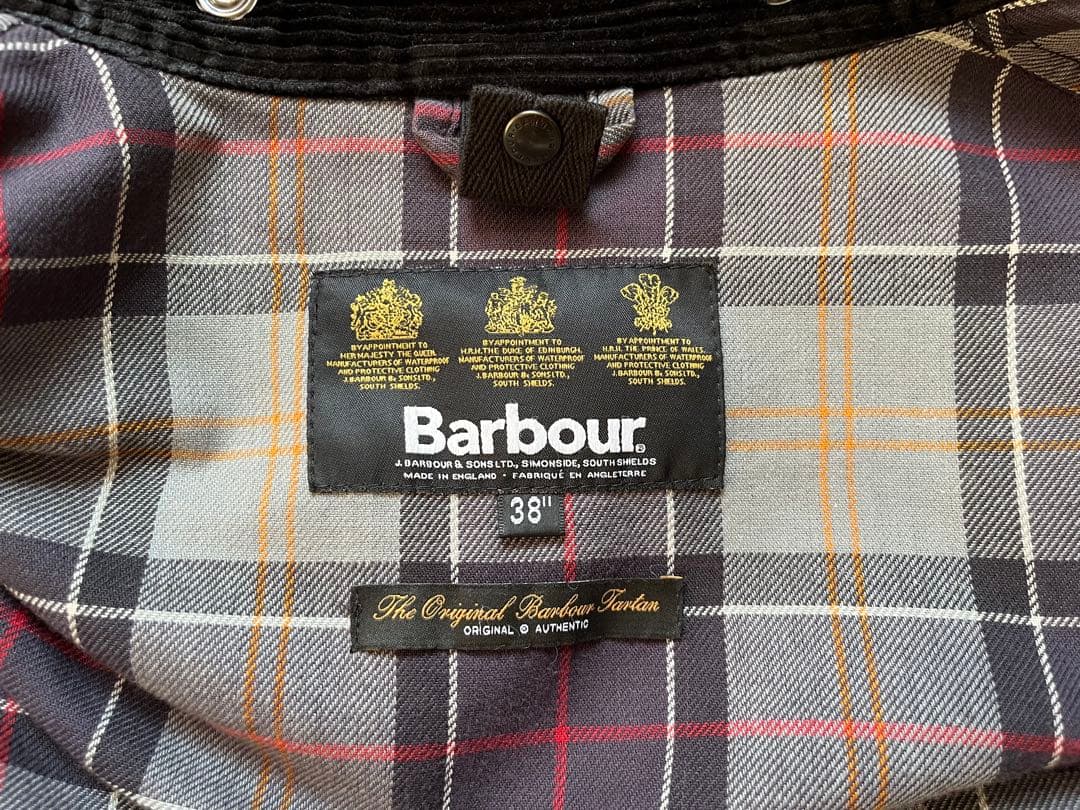 BY APPOINTMENT TO
HER MAJESTY THE QUEEN
MANUFACTURERS OF WATERPROOF
AND PROTECTIVE CLOTHING
J. BARBOUR & SONS LTD.,
SOUTH SHIELDS.
BY APPOINTMENT TO
H.R.H. THE DUKE OF EDINBURGH
MANUFACTURERS OF WATERPROOF
AND PROTECTIVE CLOTHING
J. BARBOUR & SONS LTD.,
SOUTH SHIELDS.
BY APPOINTMENT TO
H.R.H. THE PRINCE OF WALES
MANUFACTURERS OF WATERPROOF
AND PROTECTIVE CLOTHING
J. BARBOUR & SONS LTD.,
SOUTH SHIELDS.
Barbour®
J. BARBOUR & SONS LTD., SIMONSIDE, SOUTH SHIELDS
MADE IN ENGLAND · FABRIQUÉ EN ANGLETERRE
38"
The Original Barbour Tartan
ORIGINAL © AUTHENTIC